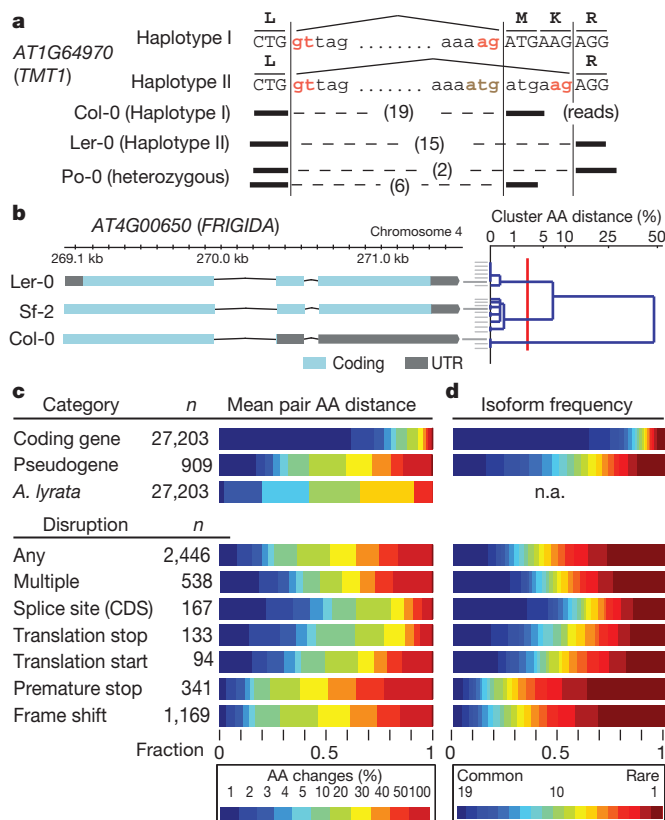 a
AT1G64970
(TMT1)
L M K R
Haplotype I CTG gttag ........ aaaag ATGAAGAGG
L R
Haplotype II CTG gttag ........ aaaatg atgaag AGG
Col-0 (Haplotype I) (19) (reads)
Ler-0 (Haplotype II) (15)
Po-0 (heterozygous) (2)
(6)
b
AT4G00650 (FRIGIDA)
Chromosome 4
269.1 kb 270.0 kb 271.0 kb
Cluster AA distance (%)
0 1 5 10 25 50
Ler-0
Sf-2
Col-0
Coding UTR
c
Category n Mean pair AA distance
d
Isoform frequency
Coding gene 27,203
Pseudogene 909
A. lyrata 27,203 n.a.
Disruption n
Any 2,446
Multiple 538
Splice site (CDS) 167
Translation stop 133
Translation start 94
Premature stop 341
Frame shift 1,169
Fraction 0 0.5 1 0 0.5 1
AA changes (%)
1 2 3 4 5 10 20 30 40 50 100
Common Rare
19 10 1